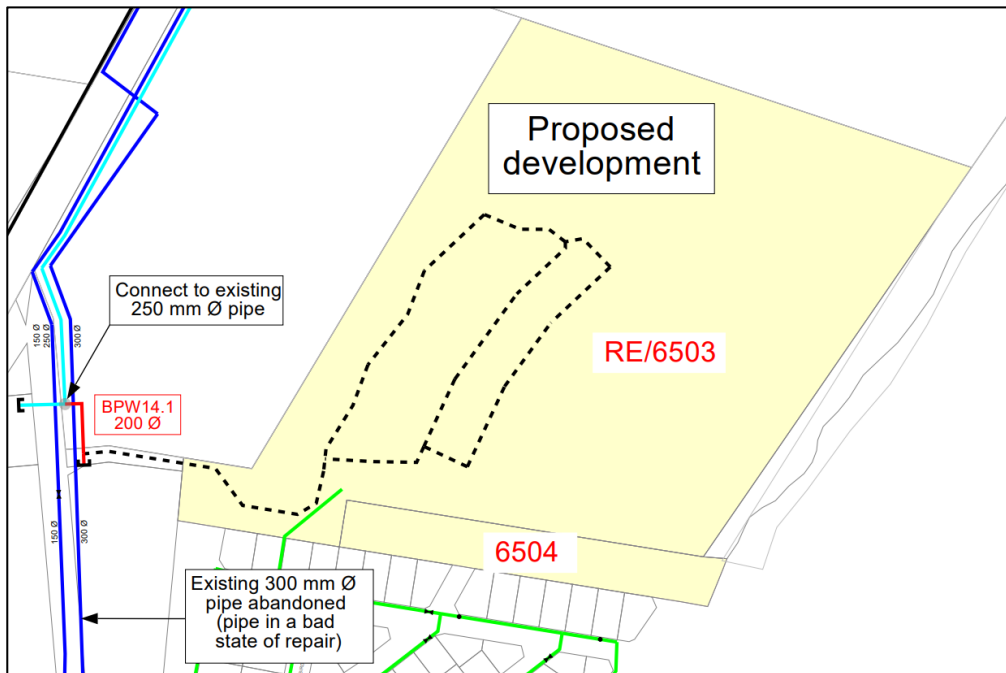 Proposed
development
Connect to existing
250 mm Ø pipe
150 Ø
250 Ø
300 Ø
RE/6503
BPW14.1
200 Ø
150 Ø
300 Ø
6504
Existing 300 mm Ø
pipe abandoned
(pipe in a bad
state of repair)